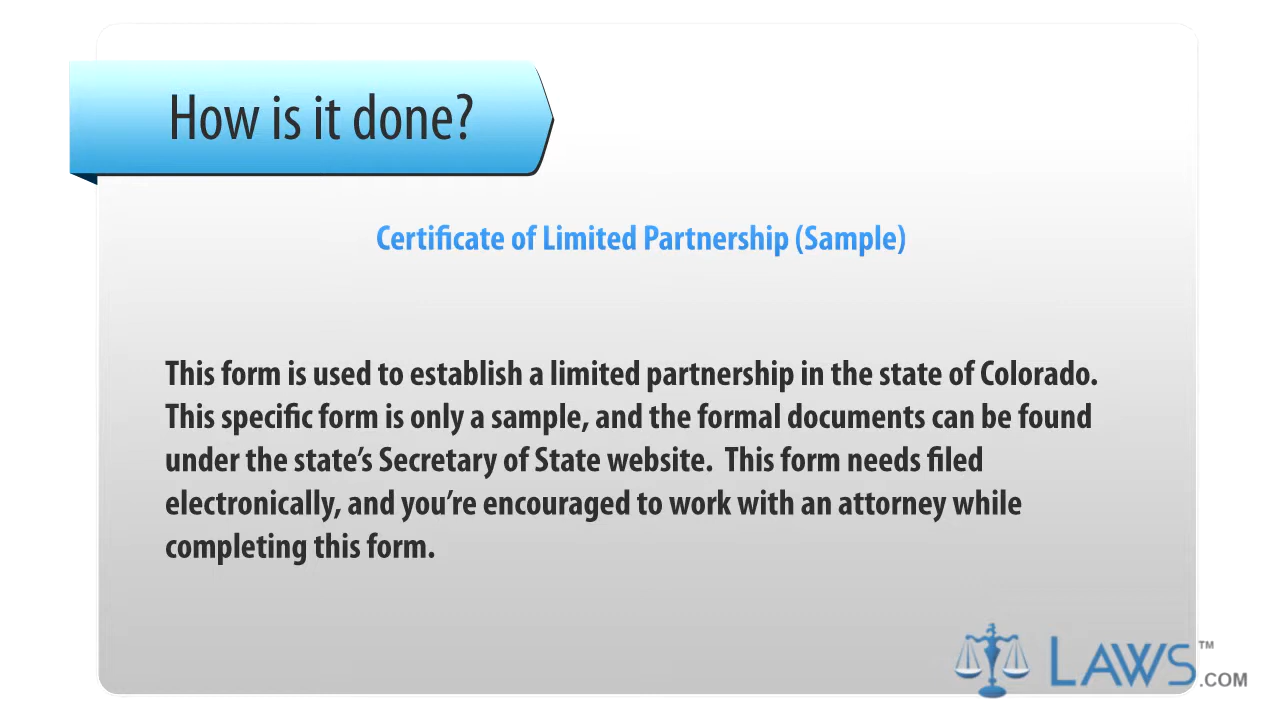 How is it done?
Certificate of Limited Partnership (Sample)
This form is used to establish a limited partnership in the state of Colorado.
This specific form is only a sample, and the formal documents can be found
under the state’s Secretary of State website.  This form needs filed
electronically, and you’re encouraged to work with an attorney while
completing this form.
LAWS™.COM